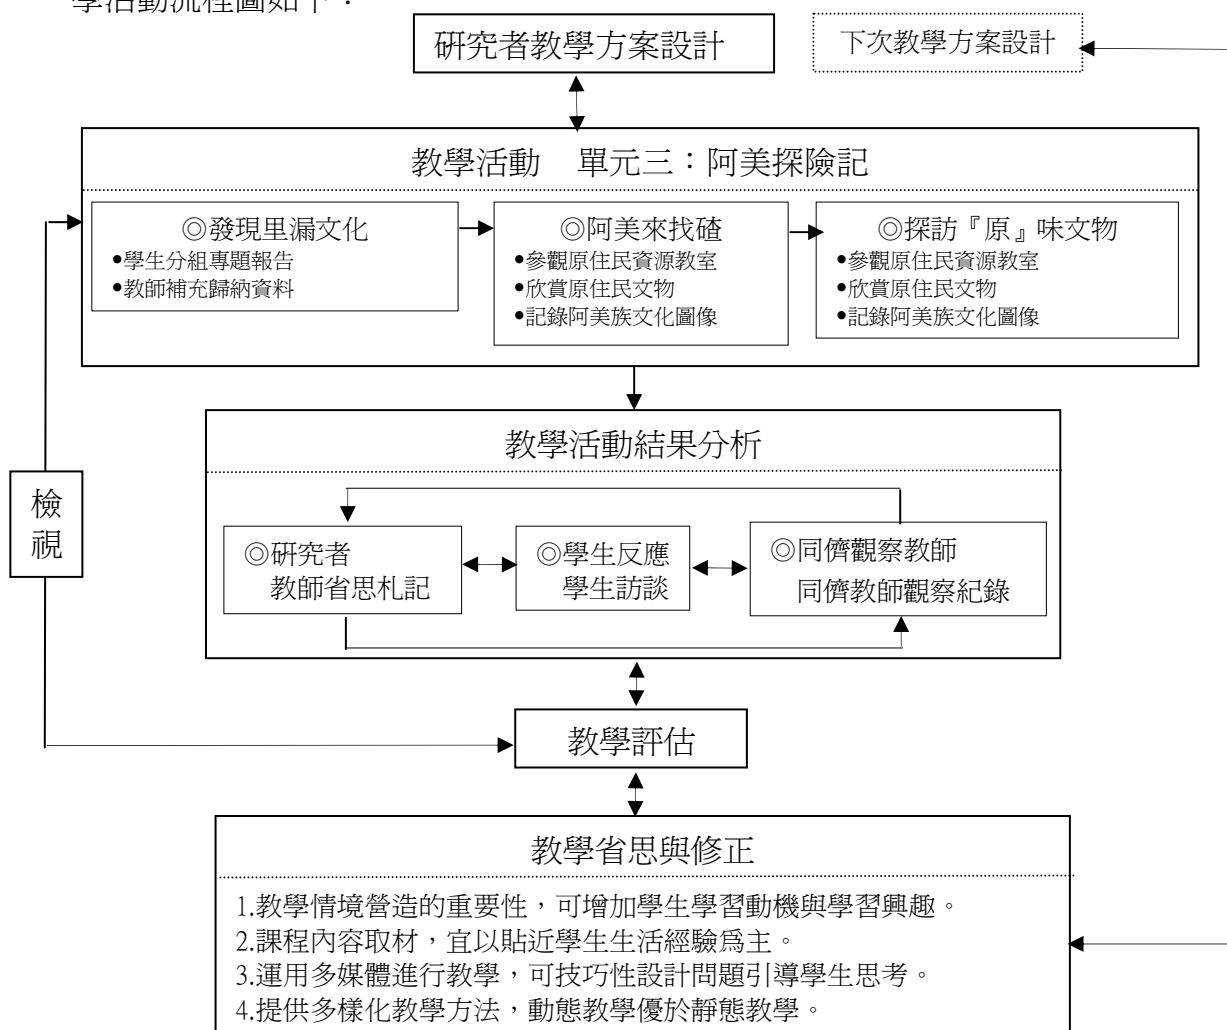 學活動流程圖如下：
研究者教學方案設計
下次教學方案設計
教學活動　單元三：阿美探險記
◎發現里漏文化
•學生分組專題報告
•教師補充歸納資料
◎阿美來找碴
•參觀原住民資源教室
•欣賞原住民文物
•記錄阿美族文化圖像
◎探訪『原』味文物
•參觀原住民資源教室
•欣賞原住民文物
•記錄阿美族文化圖像
教學活動結果分析
檢
視
◎研究者
教師省思札記
◎學生反應
學生訪談
◎同儕觀察教師
同儕教師觀察紀錄
教學評估
教學省思與修正
1.教學情境營造的重要性，可增加學生學習動機與學習興趣。
2.課程內容取材，宜以貼近學生生活經驗為主。
3.運用多媒體進行教學，可技巧性設計問題引導學生思考。
4.提供多樣化教學方法，動態教學優於靜態教學。